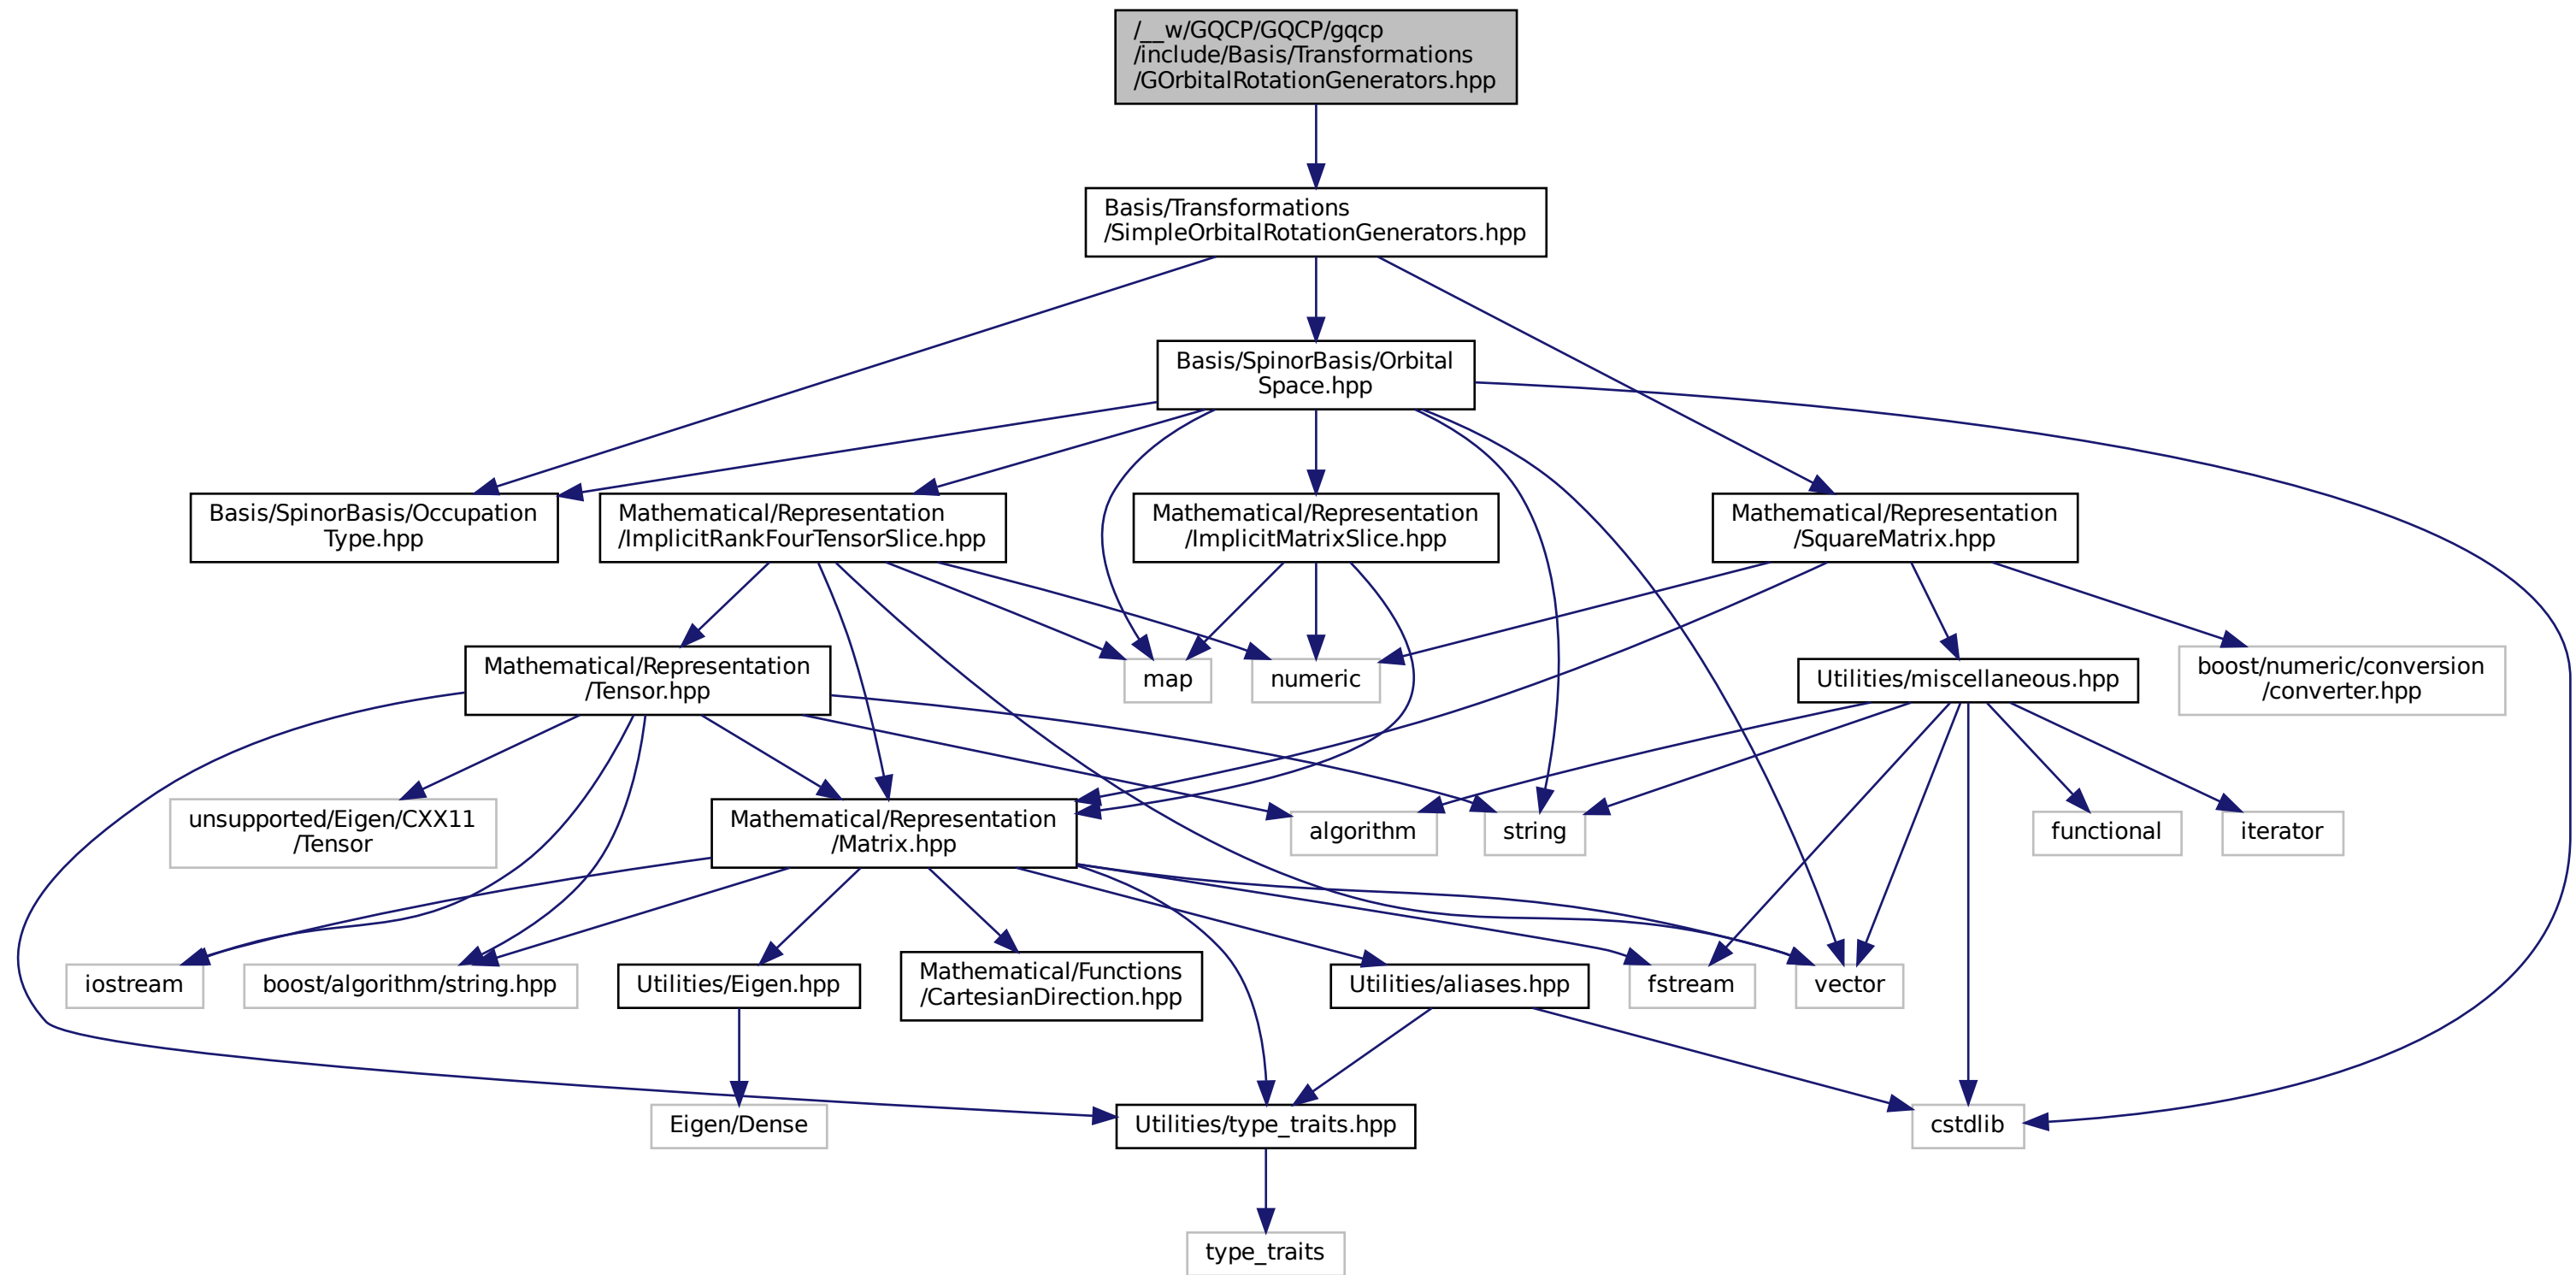 /__w/GQCP/GQCP/gqcp
/include/Basis/Transformations
/GOrbitalRotationGenerators.hpp
Basis/Transformations
/SimpleOrbitalRotationGenerators.hpp
Basis/SpinorBasis/Orbital
Space.hpp
Basis/SpinorBasis/Occupation
Type.hpp
Mathematical/Representation
/ImplicitRankFourTensorSlice.hpp
Mathematical/Representation
/ImplicitMatrixSlice.hpp
Mathematical/Representation
/SquareMatrix.hpp
Mathematical/Representation
/Tensor.hpp
map
numeric
Utilities/miscellaneous.hpp
boost/numeric/conversion
/converter.hpp
unsupported/Eigen/CXX11
/Tensor
Mathematical/Representation
/Matrix.hpp
algorithm
string
functional
iterator
iostream
boost/algorithm/string.hpp
Utilities/Eigen.hpp
Mathematical/Functions
/CartesianDirection.hpp
Utilities/aliases.hpp
fstream
vector
Eigen/Dense
Utilities/type_traits.hpp
cstdlib
type_traits